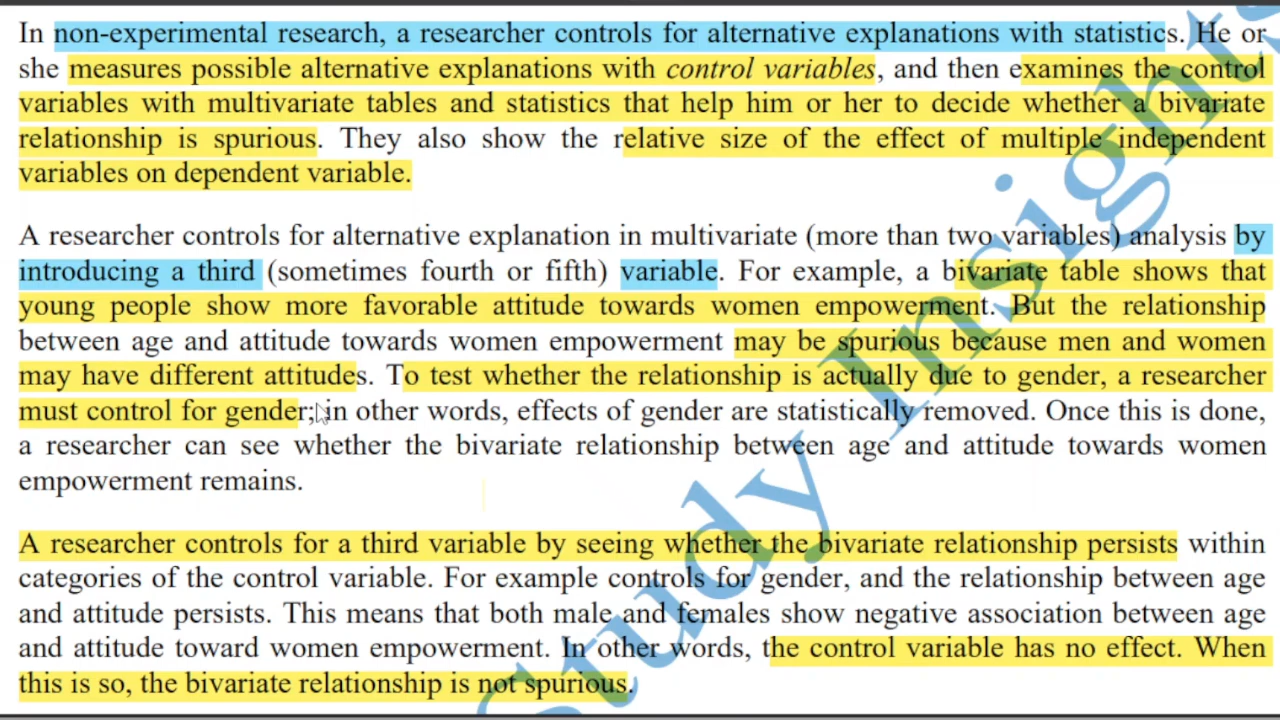 In non-experimental research, a researcher controls for alternative explanations with statistics. He or
she measures possible alternative explanations with control variables, and then examines the control
variables with multivariate tables and statistics that help him or her to decide whether a bivariate
relationship is spurious. They also show the relative size of the effect of multiple independent
variables on dependent variable.
A researcher controls for alternative explanation in multivariate (more than two variables) analysis by
introducing a third (sometimes fourth or fifth) variable. For example, a bivariate table shows that
young people show more favorable attitude towards women empowerment. But the relationship
between age and attitude towards women empowerment may be spurious because men and women
may have different attitudes. To test whether the relationship is actually due to gender, a researcher
must control for gender; in other words, effects of gender are statistically removed. Once this is done,
a researcher can see whether the bivariate relationship between age and attitude towards women
empowerment remains.
A researcher controls for a third variable by seeing whether the bivariate relationship persists within
categories of the control variable. For example controls for gender, and the relationship between age
and attitude persists. This means that both male and females show negative association between age
and attitude toward women empowerment. In other words, the control variable has no effect. When
this is so, the bivariate relationship is not spurious.
Study Insights